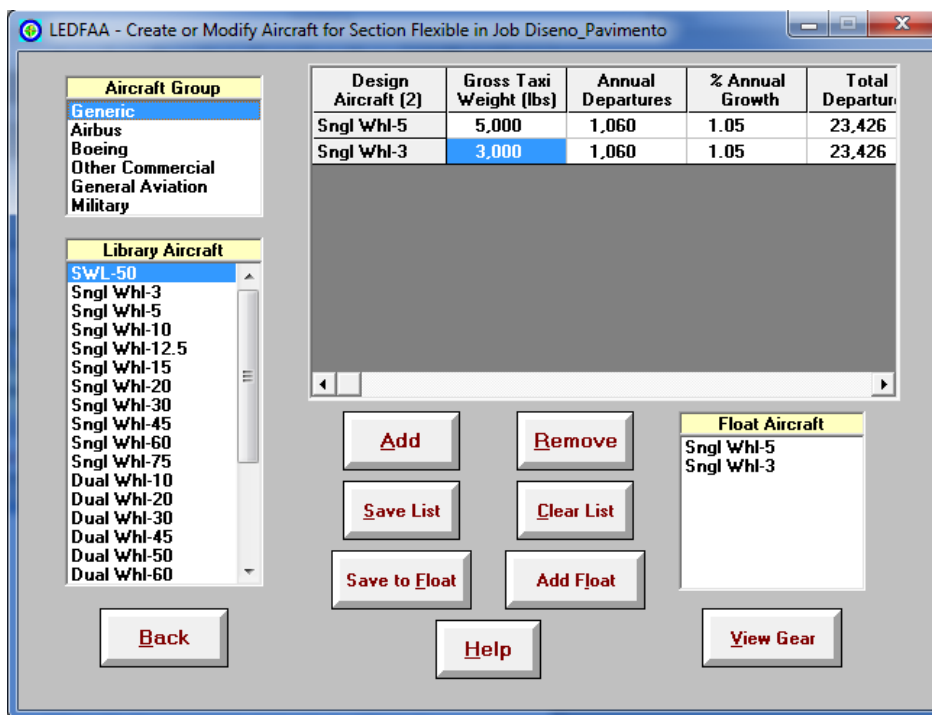 LEDFAA - Create or Modify Aircraft for Section Flexible in Job Diseno_Pavimento
Aircraft Group
Generic
Airbus
Boeing
Other Commercial
General Aviation
Military
Library Aircraft
SWL-50
Sngl Whl-3
Sngl Whl-5
Sngl Whl-10
Sngl Whl-12.5
Sngl Whl-15
Sngl Whl-20
Sngl Whl-30
Sngl Whl-45
Sngl Whl-60
Sngl Whl-75
Dual Whl-10
Dual Whl-20
Dual Whl-30
Dual Whl-45
Dual Whl-50
Dual Whl-60
Design Gross Taxi Annual % Annual Total
Aircraft (2) Weight (lbs) Departures Growth Departur
Sngl Whl-5 5,000 1,060 1.05 23,426
Sngl Whl-3 3,000 1,060 1.05 23,426
Add Remove
Save List Clear List
Save to Float Add Float
Float Aircraft
Sngl Whl-5
Sngl Whl-3
Back Help View Gear